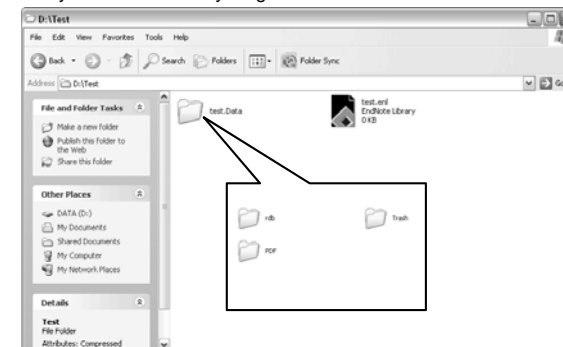 D:\Test
File Edit View Favorites Tools Help
Back Search Folders Folder Sync
Address D:\Test Go
File and Folder Tasks
Make a new folder
Publish this folder to
the Web
Share this folder
Other Places
DATA (D:)
My Documents
Shared Documents
My Computer
My Network Places
Details
Test
File Folder
Attributes: Compressed
test.Data
test.enl
EndNote Library
0 KB
rdb
Trash
PDF